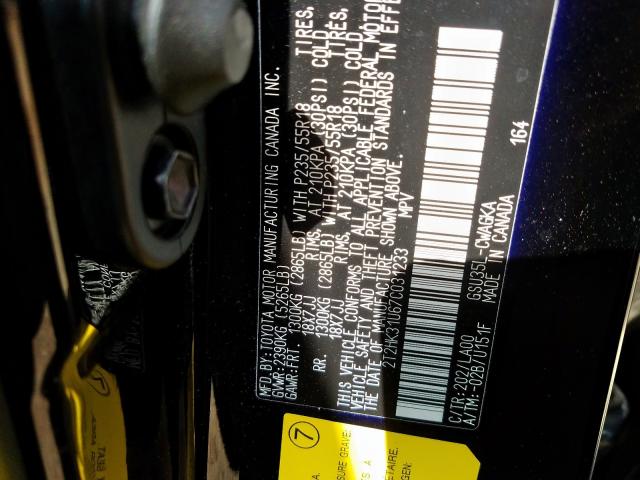 MFD.BY:TOYOTA MOTOR MANUFACTURING CANADA INC.
GVWR:2390KG (5265LB)
GAWR:FRT. 1300KG (2865LB) WITH P235/55R18 TIRES,
18X7JJ RIMS, AT 210KPA (30PSI) COLD.
RR. 1300KG (2865LB) WITH P235/55R18 TIRES,
18X7JJ RIMS, AT 210KPA (30PSI) COLD.
THIS VEHICLE CONFORMS TO ALL APPLICABLE FEDERAL MOTOR
VEHICLE SAFETY AND THEFT PREVENTION STANDARDS IN EFFE
THE DATE OF MANUFACTURE SHOWN ABOVE.
2T2HK31U67C031233 MPV
C/TR:202/LA00 GSU35L-CWAGKA
A/TM:-02B/U151F MADE IN CANADA
164
7
SURE
A